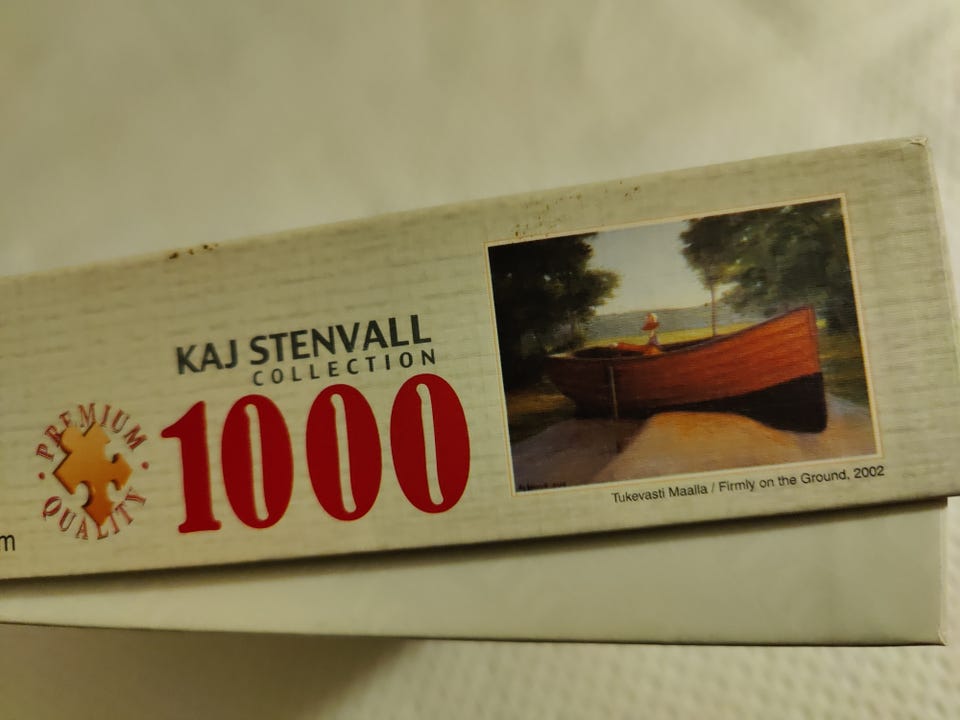 KAJ STENVALL
COLLECTION
· PREMIUM ·
QUALITY
1000
m
Tukevasti Maalla / Firmly on the Ground, 2002